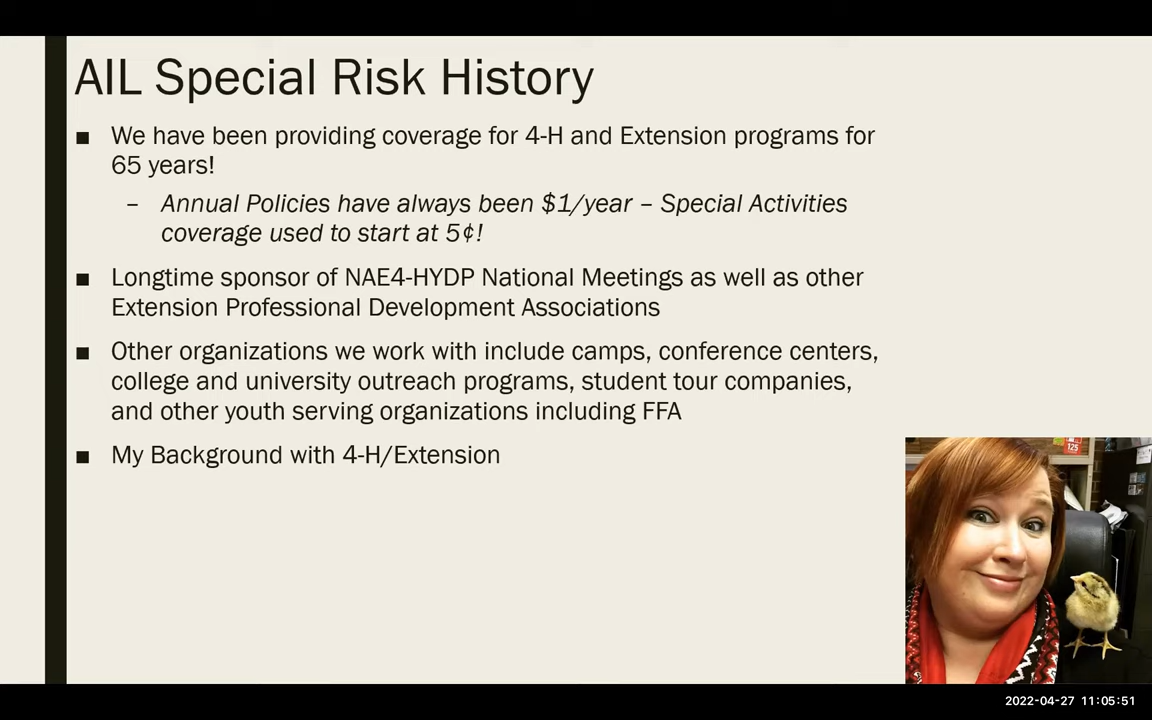 AIL Special Risk History
■ We have been providing coverage for 4-H and Extension programs for
65 years!
– Annual Policies have always been $1/year – Special Activities
coverage used to start at 5¢!
■ Longtime sponsor of NAE4-HYDP National Meetings as well as other
Extension Professional Development Associations
■ Other organizations we work with include camps, conference centers,
college and university outreach programs, student tour companies,
and other youth serving organizations including FFA
■ My Background with 4-H/Extension
125
2022-04-27 11:05:51